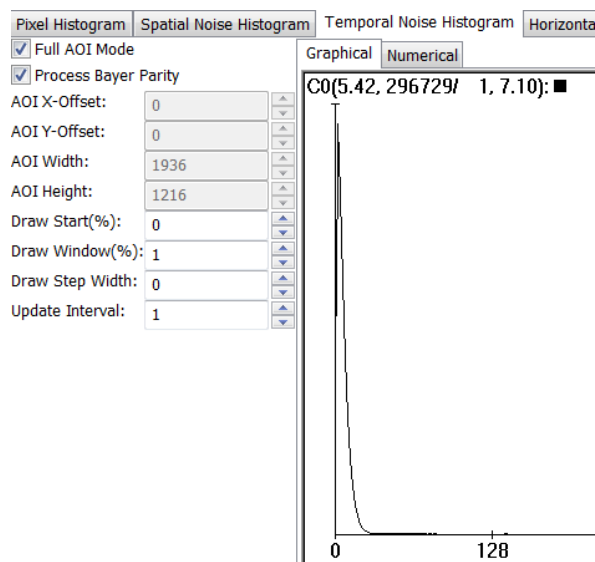 Pixel Histogram Spatial Noise Histogram Temporal Noise Histogram Horizonta
Full AOI Mode
Process Bayer Parity
AOI X-Offset: 0
AOI Y-Offset: 0
AOI Width: 1936
AOI Height: 1216
Draw Start(%): 0
Draw Window(%): 1
Draw Step Width: 0
Update Interval: 1
Graphical Numerical
C0(5.42, 296729/ 1, 7.10): ■
0 128